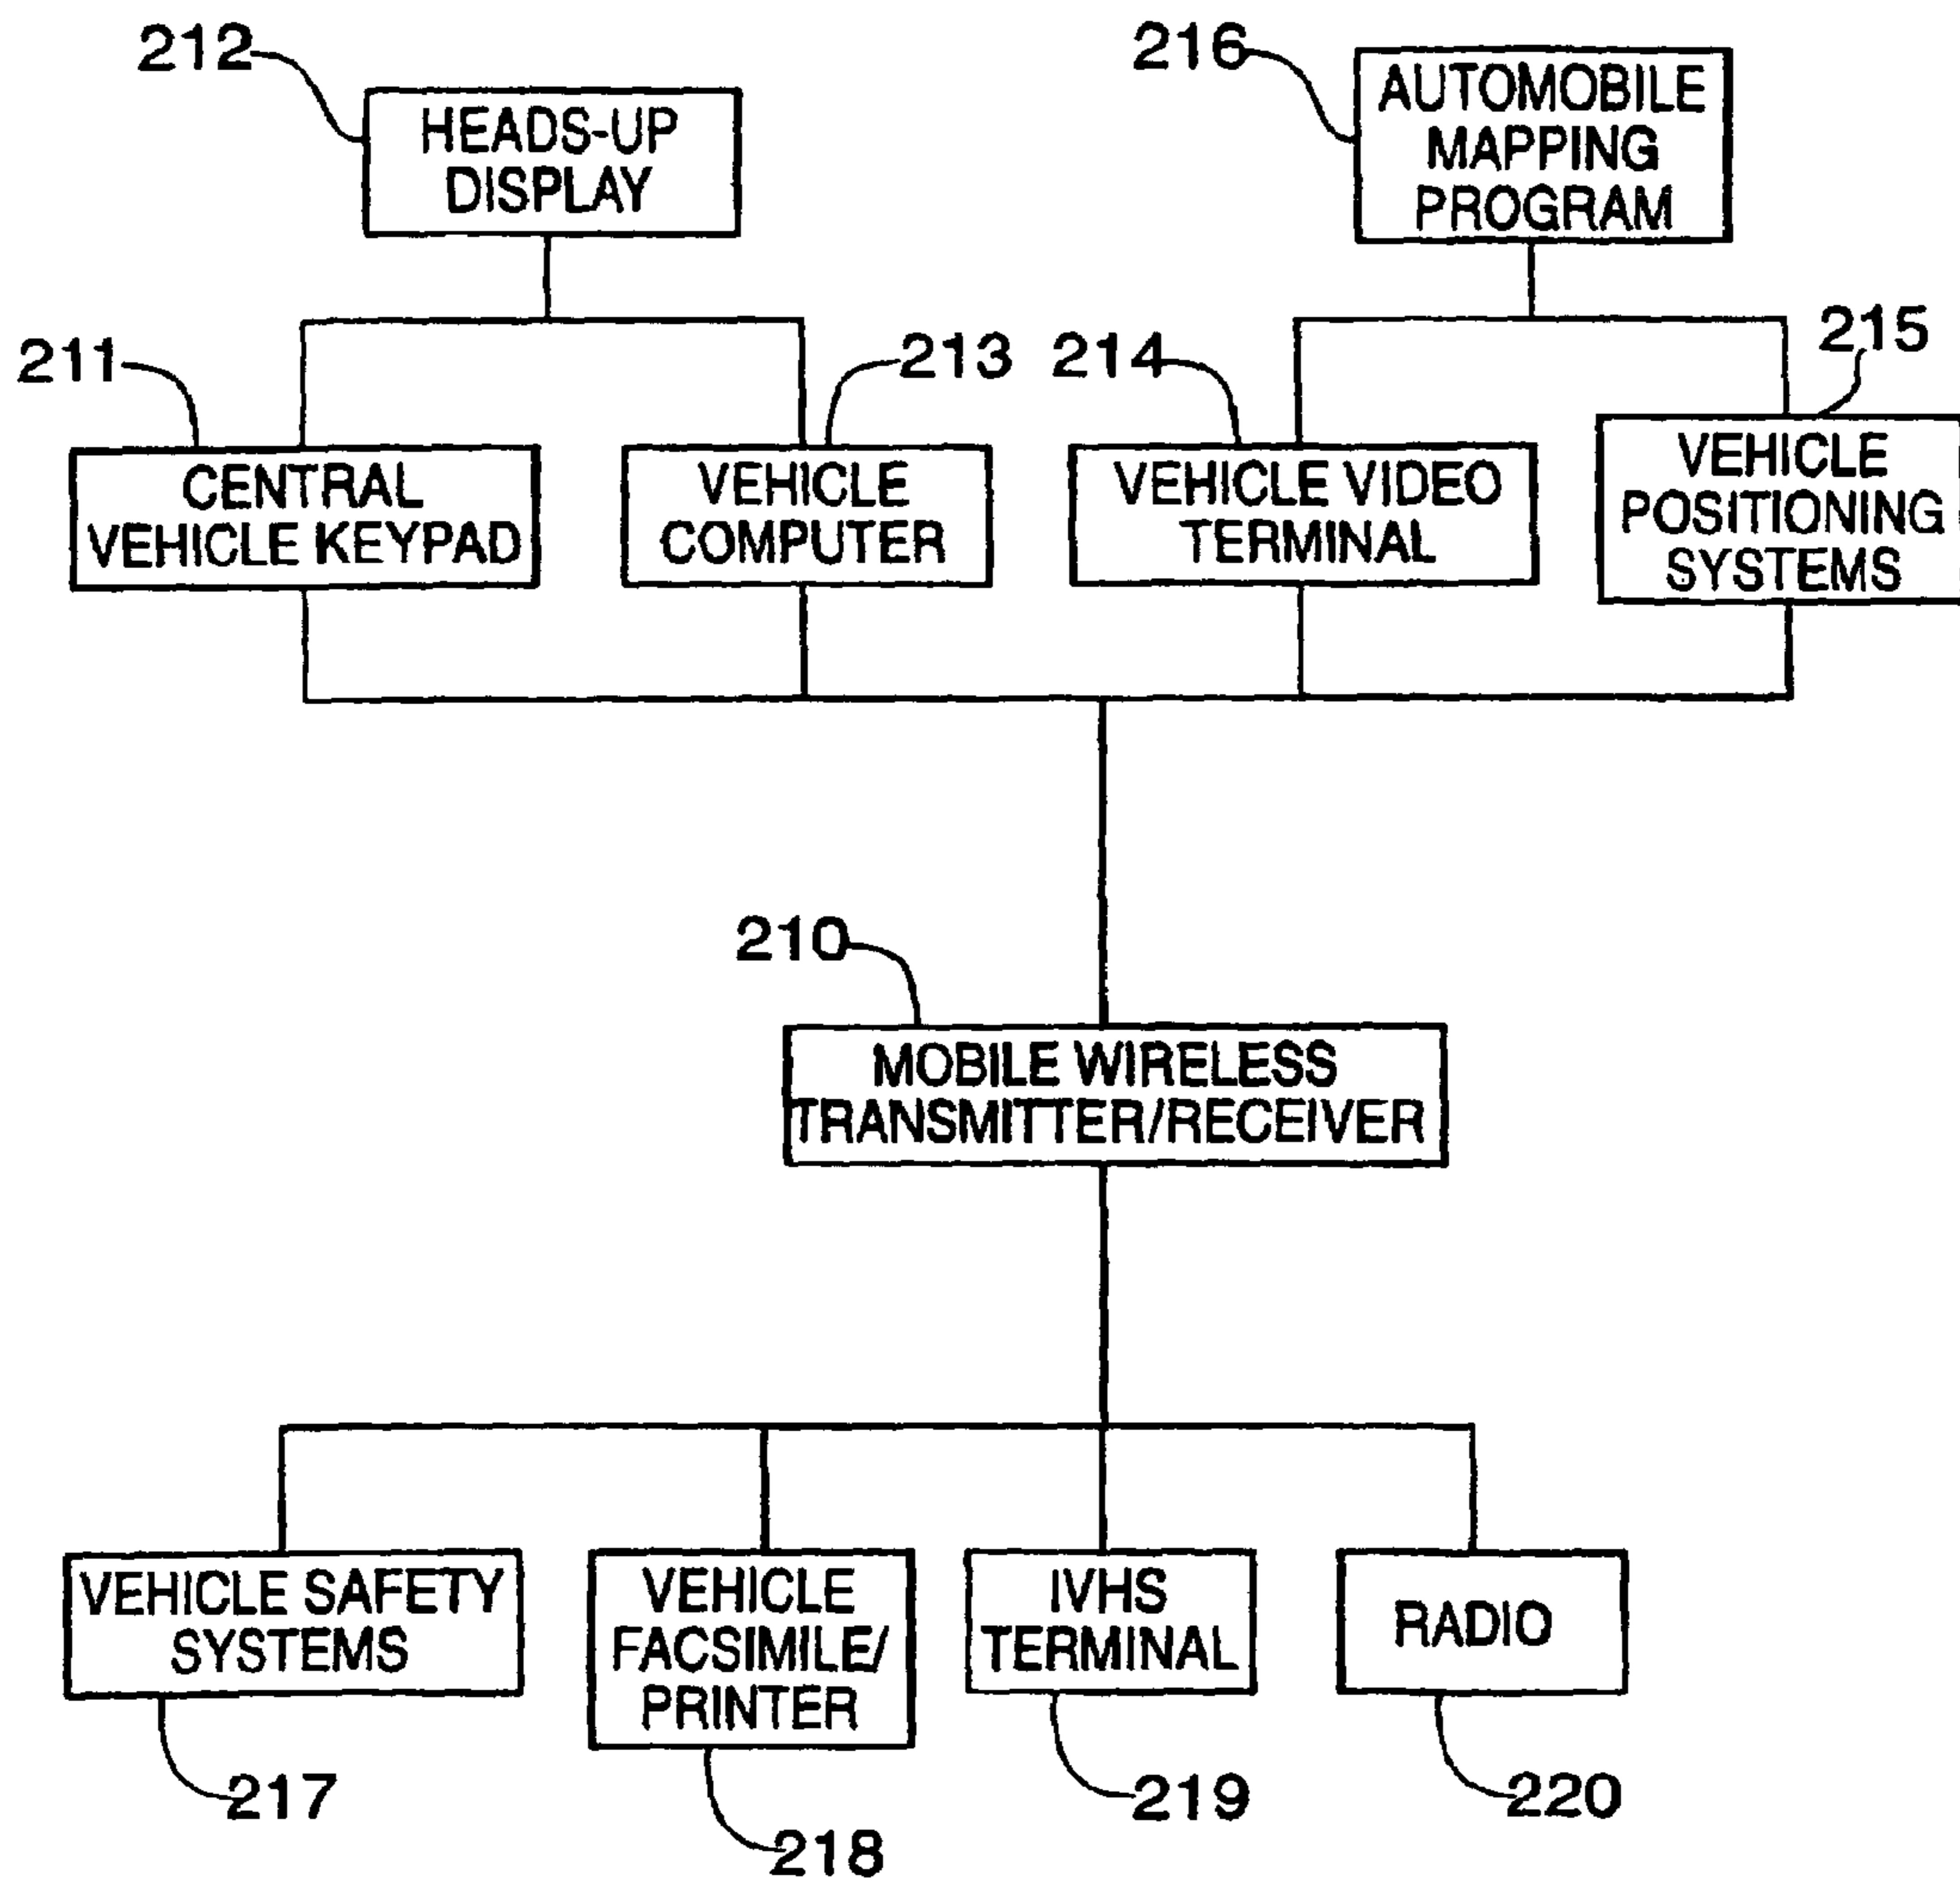 212
HEADS-UP
DISPLAY
216
AUTOMOBILE
MAPPING
PROGRAM
211
CENTRAL
VEHICLE KEYPAD
213
VEHICLE
COMPUTER
214
VEHICLE VIDEO
TERMINAL
215
VEHICLE
POSITIONING
SYSTEMS
210
MOBILE WIRELESS
TRANSMITTER/RECEIVER
VEHICLE SAFETY
SYSTEMS
217
VEHICLE
FACSIMILE/
PRINTER
218
IVHS
TERMINAL
219
RADIO
220